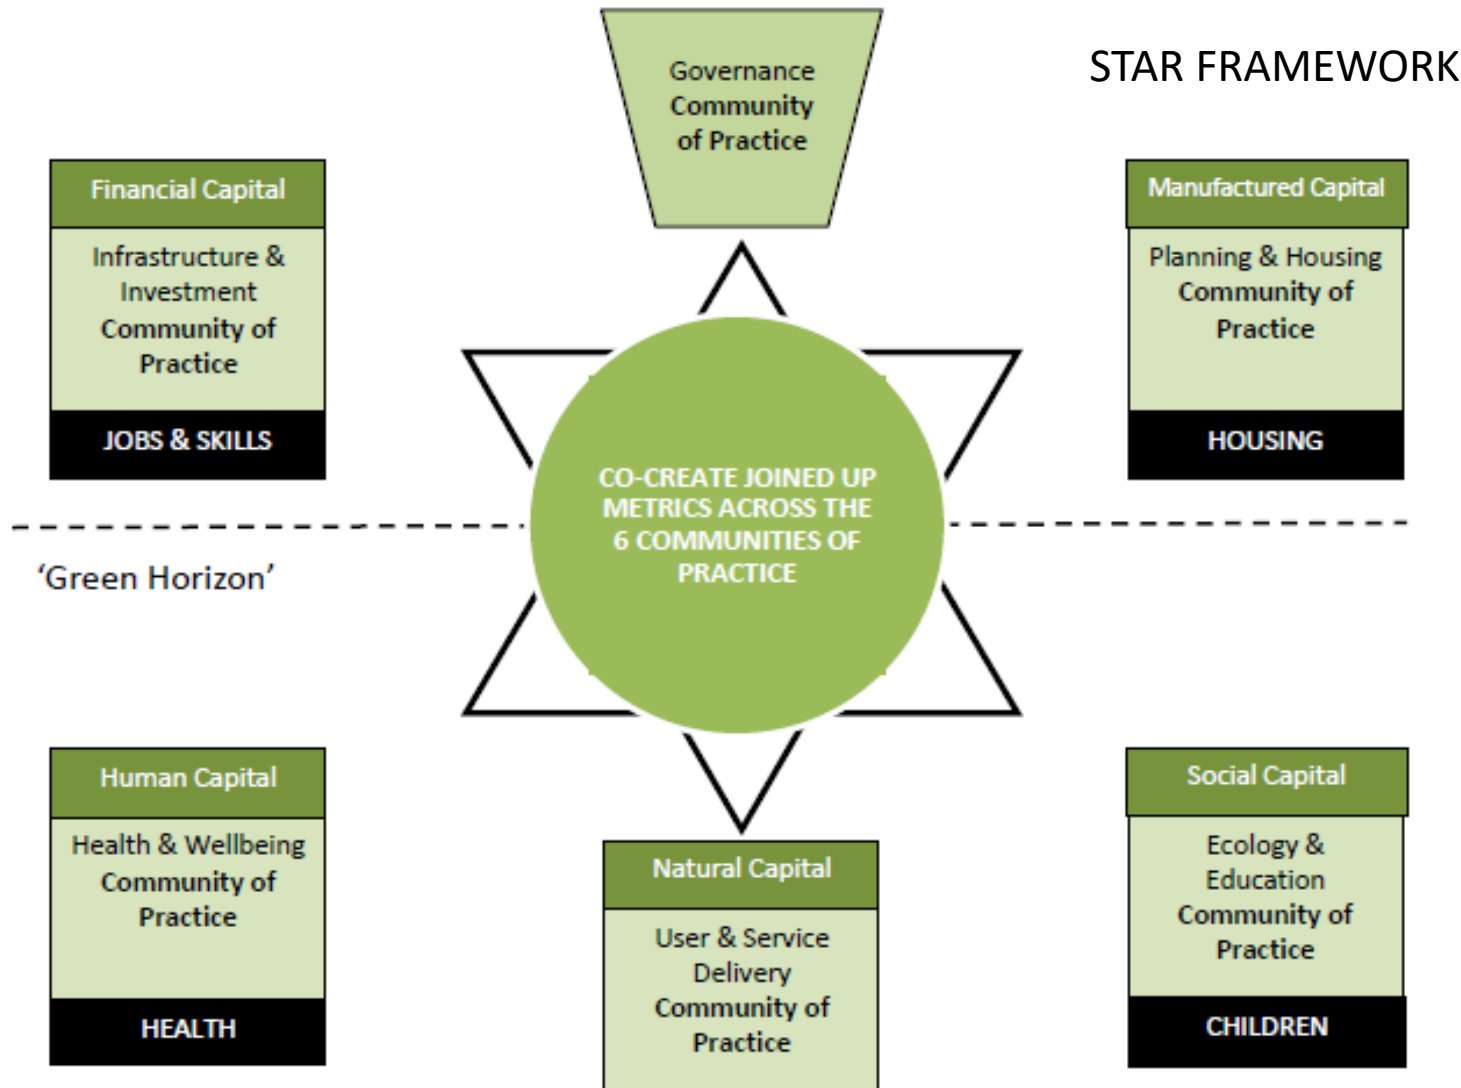 STAR FRAMEWORK
Governance
Community
of Practice
Financial Capital
Infrastructure &
Investment
Community of
Practice
JOBS & SKILLS
Manufactured Capital
Planning & Housing
Community of
Practice
HOUSING
CO-CREATE JOINED UP
METRICS ACROSS THE
6 COMMUNITIES OF
PRACTICE
‘Green Horizon’
Human Capital
Health & Wellbeing
Community of
Practice
HEALTH
Natural Capital
User & Service
Delivery
Community of
Practice
Social Capital
Ecology &
Education
Community of
Practice
CHILDREN